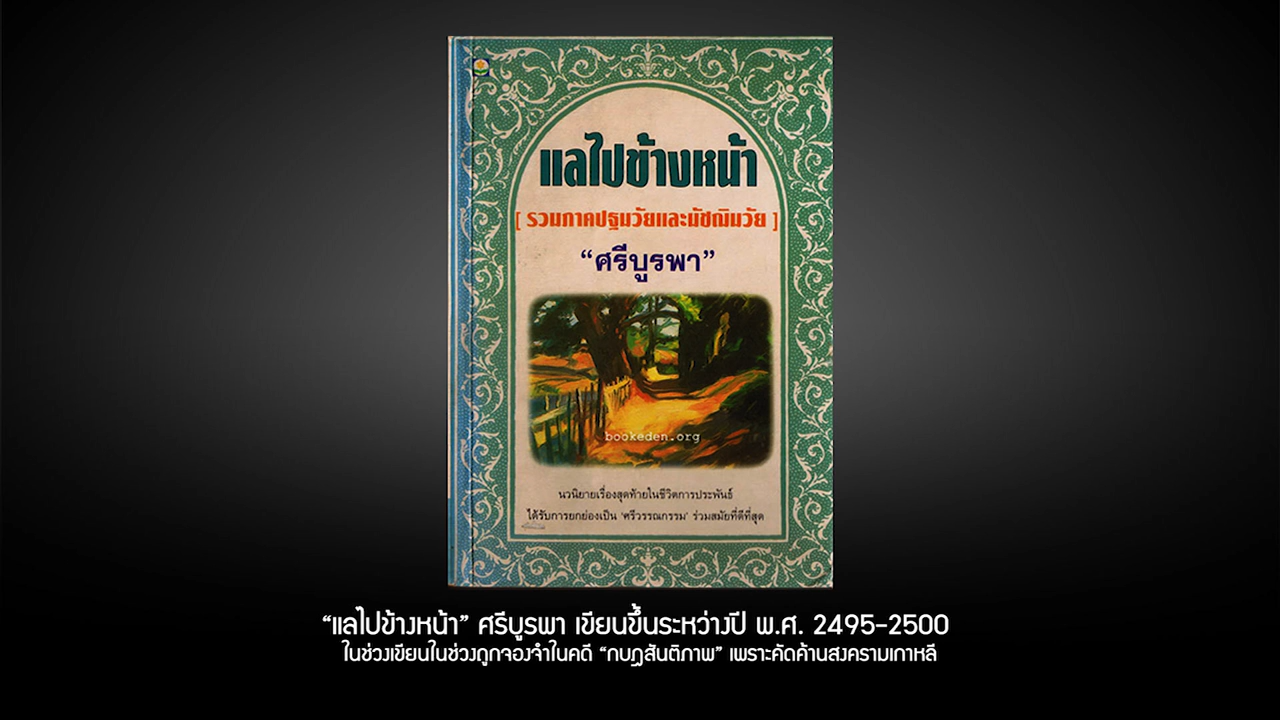 แลไปข้างหน้า
[ รวมภาคปฐมวัยและมัชฌิมวัย ]
“ศรีบูรพา”
bookeden.org
นวนิยายเรื่องสุดท้ายในชีวิตการประพันธ์
ได้รับการยกย่องเป็น 'ศรีวรรณกรรม' ร่วมสมัยที่ดีที่สุด
“แลไปข้างหน้า” ศรีบูรพา เขียนขึ้นระหว่างปี พ.ศ. 2495-2500
ในช่วงเขียนในช่วงถูกจองจำในคดี “กบฏสันติภาพ” เพราะคัดค้านสงครามเกาหลี